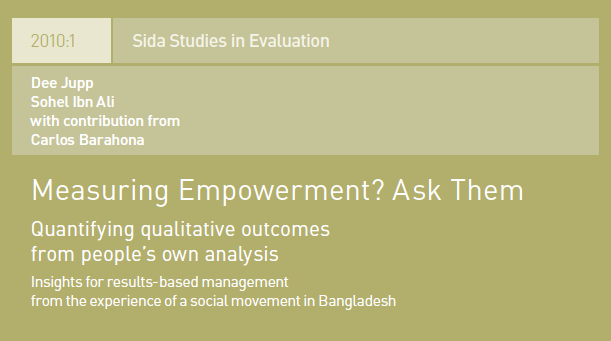 2010:1 Sida Studies in Evaluation
Dee Jupp
Sohel Ibn Ali
with contribution from
Carlos Barahona
Measuring Empowerment? Ask Them
Quantifying qualitative outcomes
from people’s own analysis
Insights for results-based management
from the experience of a social movement in Bangladesh